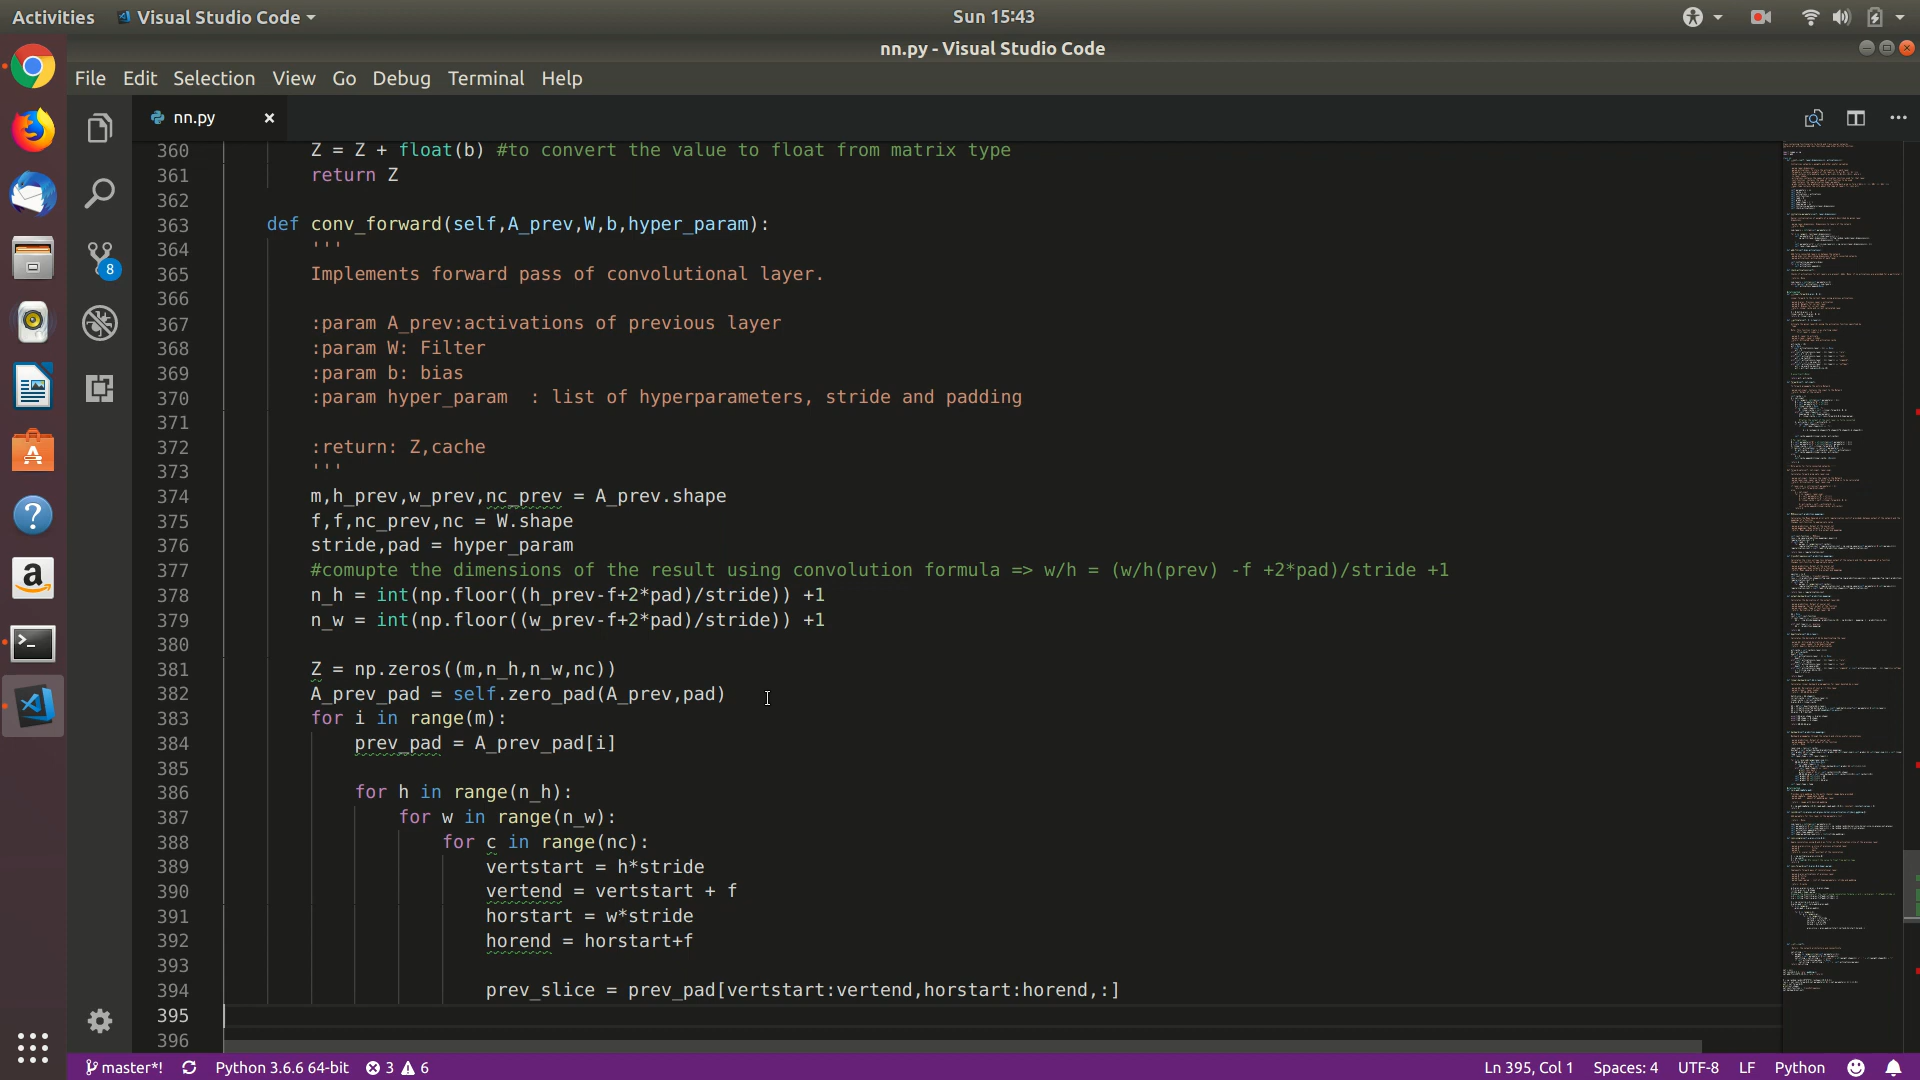 Activities Visual Studio Code Sun 15:43
nn.py - Visual Studio Code
File Edit Selection View Go Debug Terminal Help
nn.py
8
360 Z = Z + float(b) #to convert the value to float from matrix type
361 return Z
362
363 def conv_forward(self,A_prev,W,b,hyper_param):
364 '''
365 Implements forward pass of convolutional layer.
366
367 :param A_prev:activations of previous layer
368 :param W: Filter
369 :param b: bias
370 :param hyper_param  : list of hyperparameters, stride and padding
371
372 :return: Z,cache
373 '''
374 m,h_prev,w_prev,nc_prev = A_prev.shape
375 f,f,nc_prev,nc = W.shape
376 stride,pad = hyper_param
377 #comupte the dimensions of the result using convolution formula => w/h = (w/h(prev) -f +2*pad)/stride +1
378 n_h = int(np.floor((h_prev-f+2*pad)/stride)) +1
379 n_w = int(np.floor((w_prev-f+2*pad)/stride)) +1
380
381 Z = np.zeros((m,n_h,n_w,nc))
382 A_prev_pad = self.zero_pad(A_prev,pad)
383 for i in range(m):
384 prev_pad = A_prev_pad[i]
385
386 for h in range(n_h):
387 for w in range(n_w):
388 for c in range(nc):
389 vertstart = h*stride
390 vertend = vertstart + f
391 horstart = w*stride
392 horend = horstart+f
393
394 prev_slice = prev_pad[vertstart:vertend,horstart:horend,:]
395
396
master*! Python 3.6.6 64-bit 3 6 Ln 395, Col 1 Spaces: 4 UTF-8 LF Python